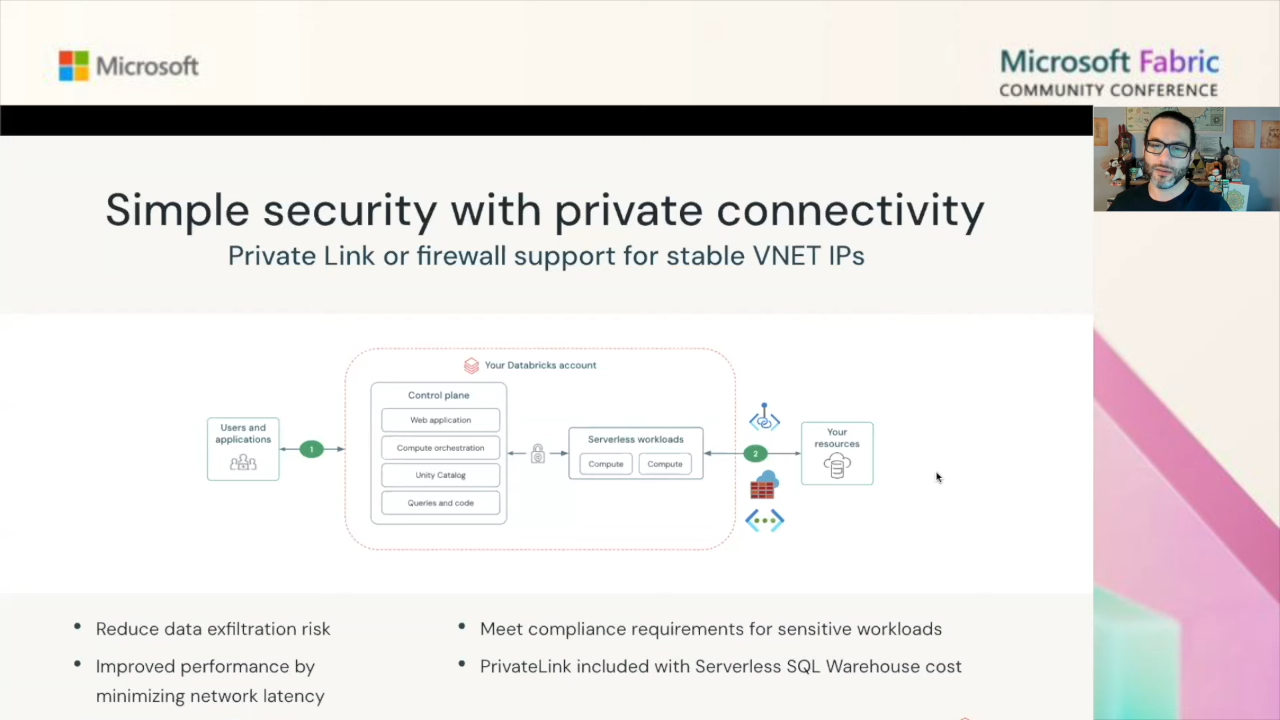 Microsoft
Microsoft Fabric
COMMUNITY CONFERENCE
Simple security with private connectivity
Private Link or firewall support for stable VNET IPs
Your Databricks account
Control plane
Web application
Compute orchestration
Unity Catalog
Queries and code
Users and
applications
1
Serverless workloads
Compute
Compute
2
Your
resources
• Reduce data exfiltration risk
• Improved performance by
minimizing network latency
• Meet compliance requirements for sensitive workloads
• PrivateLink included with Serverless SQL Warehouse cost